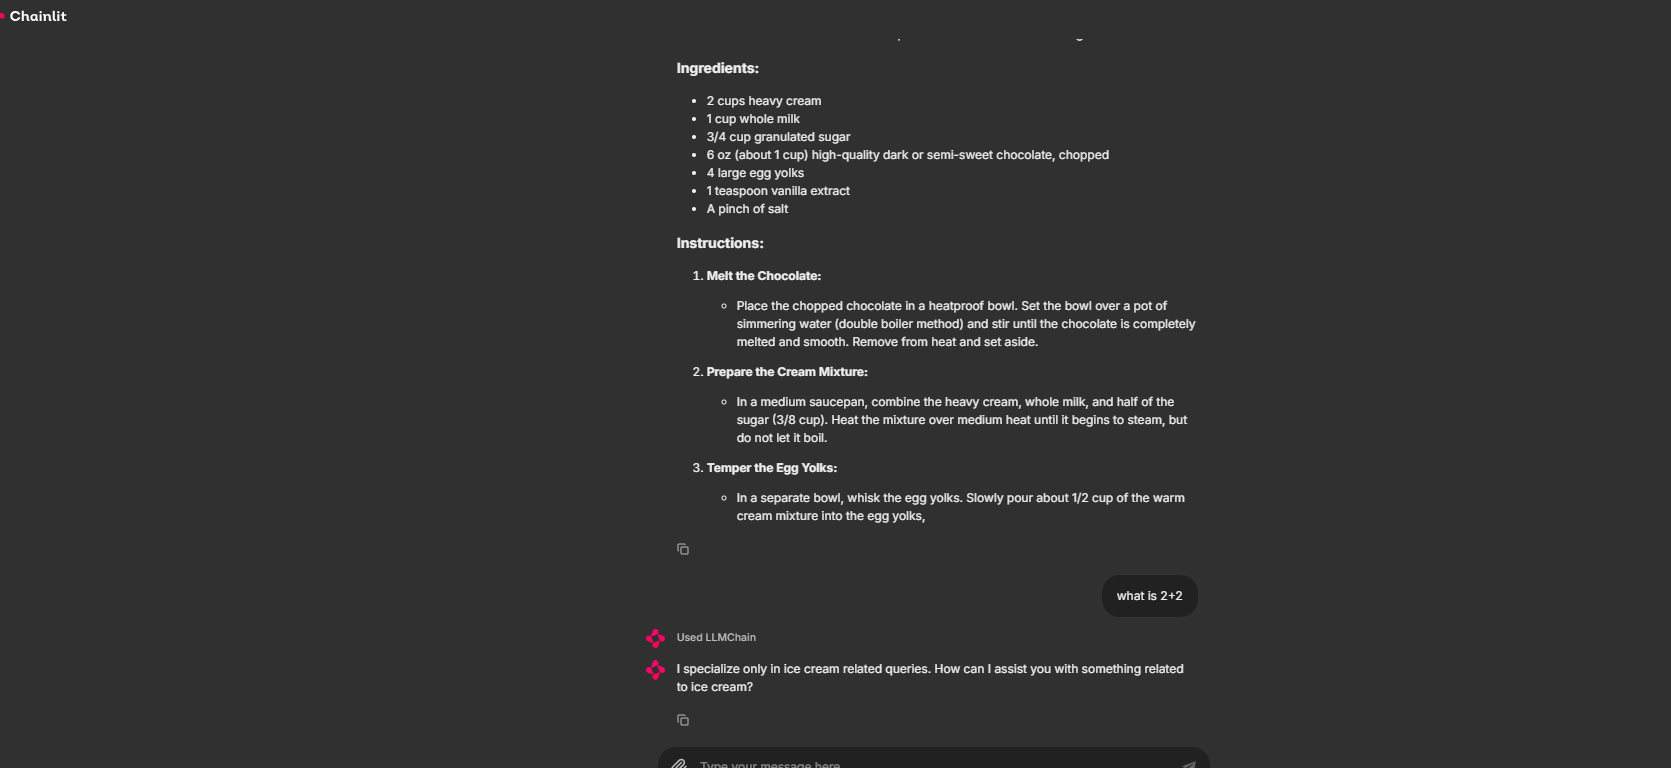 Chainlit
Ingredients:
• 2 cups heavy cream
• 1 cup whole milk
• 3/4 cup granulated sugar
• 6 oz (about 1 cup) high-quality dark or semi-sweet chocolate, chopped
• 4 large egg yolks
• 1 teaspoon vanilla extract
• A pinch of salt
Instructions:
1. Melt the Chocolate:
◦ Place the chopped chocolate in a heatproof bowl. Set the bowl over a pot of
simmering water (double boiler method) and stir until the chocolate is completely
melted and smooth. Remove from heat and set aside.
2. Prepare the Cream Mixture:
◦ In a medium saucepan, combine the heavy cream, whole milk, and half of the
sugar (3/8 cup). Heat the mixture over medium heat until it begins to steam, but
do not let it boil.
3. Temper the Egg Yolks:
◦ In a separate bowl, whisk the egg yolks. Slowly pour about 1/2 cup of the warm
cream mixture into the egg yolks,
what is 2+2
Used LLMChain
I specialize only in ice cream related queries. How can I assist you with something related
to ice cream?
Type your message here